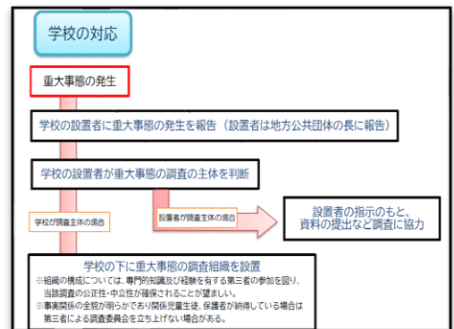 学校の対応
重大事態の発生
学校の設置者に重大事態の発生を報告（設置者は地方公共団体の長に報告）
学校の設置者が重大事態の調査の主体を判断
学校が調査主体の場合
設置者が調査主体の場合
設置者の指示のもと、
資料の提出など調査に協力
学校の下に重大事態の調査組織を設置
※組織の構成については、専門的知識及び経験を有する第三者の参加を図り、
当該調査の公正性・中立性が確保されることが望ましい。
※事実関係の全貌が明らかであり関係児童生徒、保護者が納得している場合は
第三者による調査委員会を立ち上げない場合がある。